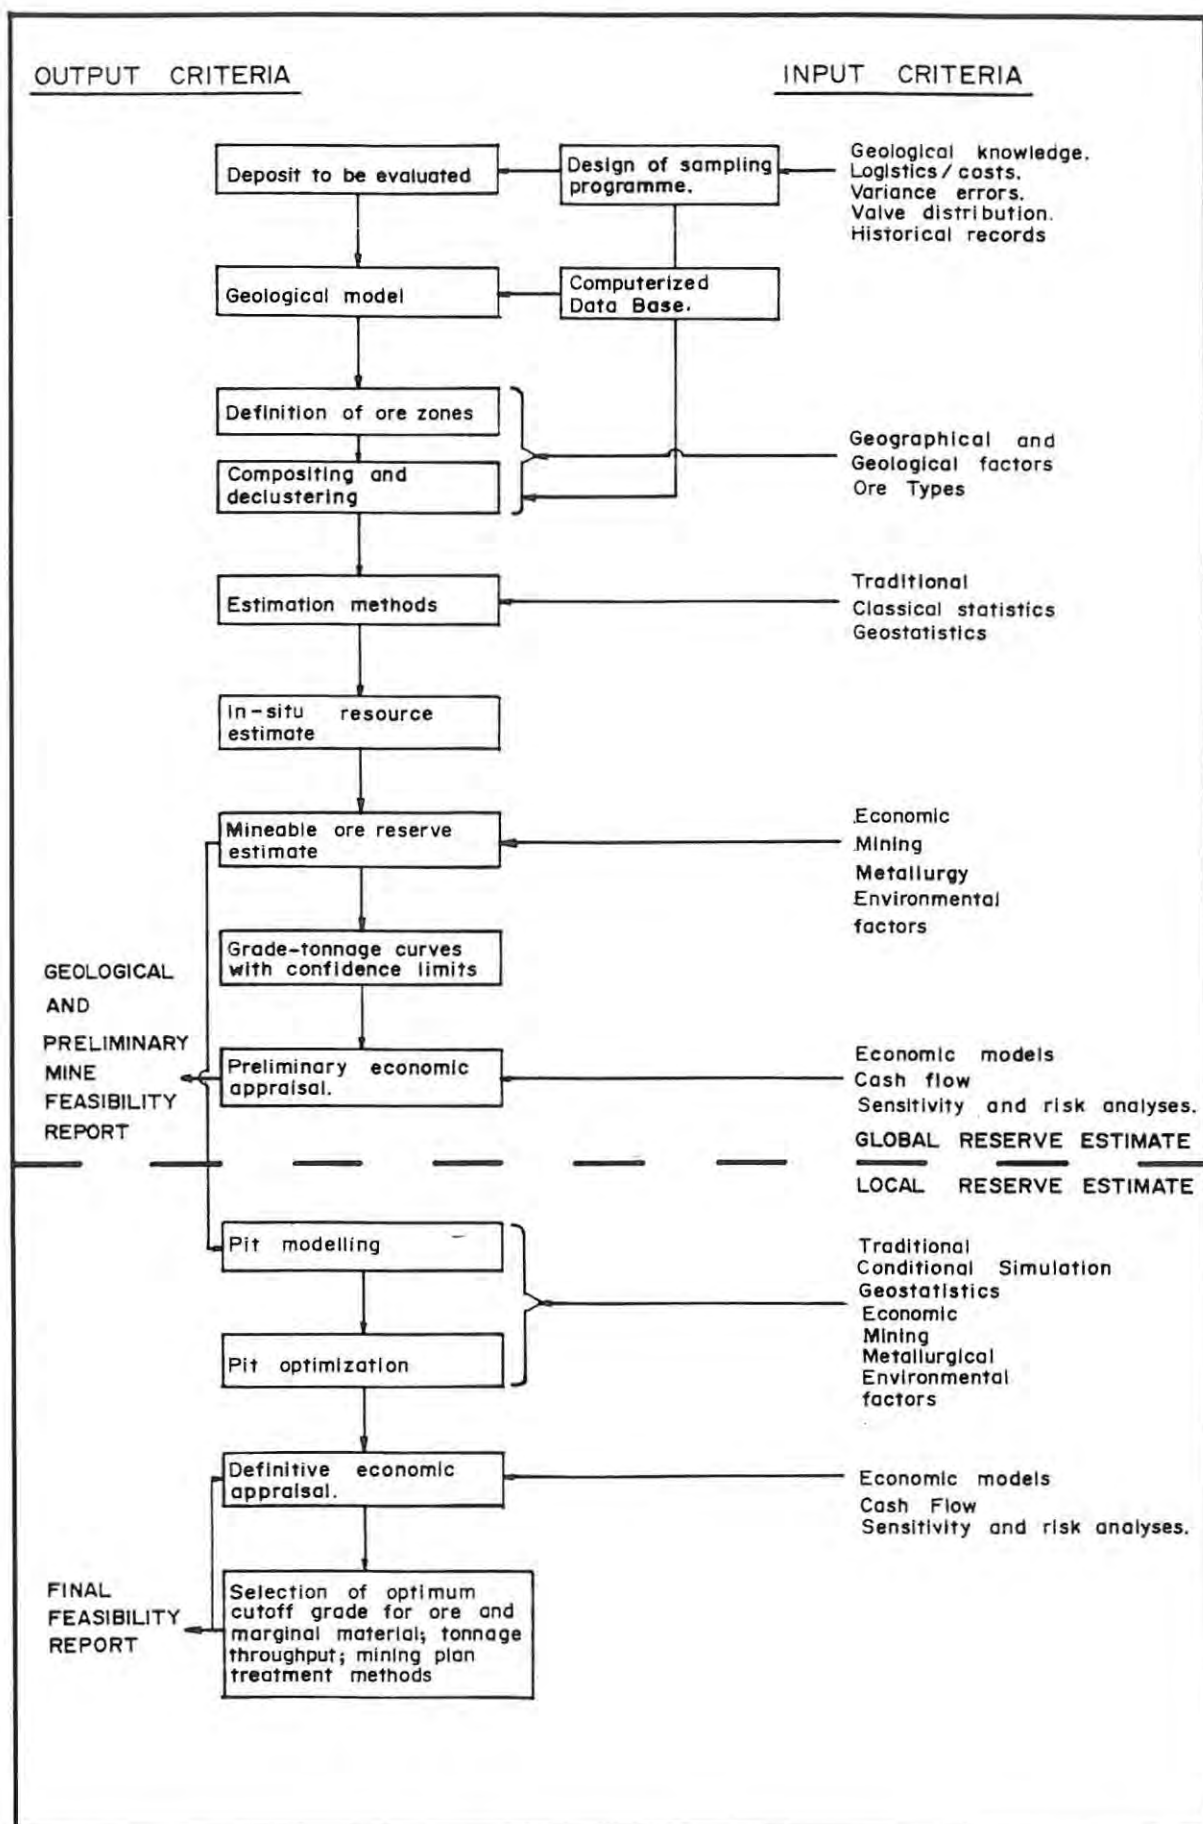 OUTPUT CRITERIA
INPUT CRITERIA
Deposit to be evaluated
Design of sampling
programme.
Geological knowledge.
Logistics/costs.
Variance errors.
Valve distribution.
Historical records
Geological model
Computerized
Data Base.
Definition of ore zones
Compositing and
declustering
Geographical and
Geological factors
Ore Types
Estimation methods
Traditional
Classical statistics
Geostatistics
In-situ resource
estimate
Mineable ore reserve
estimate
Economic
Mining
Metallurgy
Environmental
factors
Grade-tonnage curves
with confidence limits
GEOLOGICAL
AND
PRELIMINARY
MINE
FEASIBILITY
REPORT
Preliminary economic
appraisal.
Economic models
Cash flow
Sensitivity and risk analyses.
GLOBAL RESERVE ESTIMATE
LOCAL RESERVE ESTIMATE
Pit modelling
Pit optimization
Traditional
Conditional Simulation
Geostatistics
Economic
Mining
Metallurgical
Environmental
factors
Definitive economic
appraisal.
Economic models
Cash Flow
Sensitivity and risk analyses.
FINAL
FEASIBILITY
REPORT
Selection of optimum
cutoff grade for ore and
marginal material; tonnage
throughput; mining plan
treatment methods